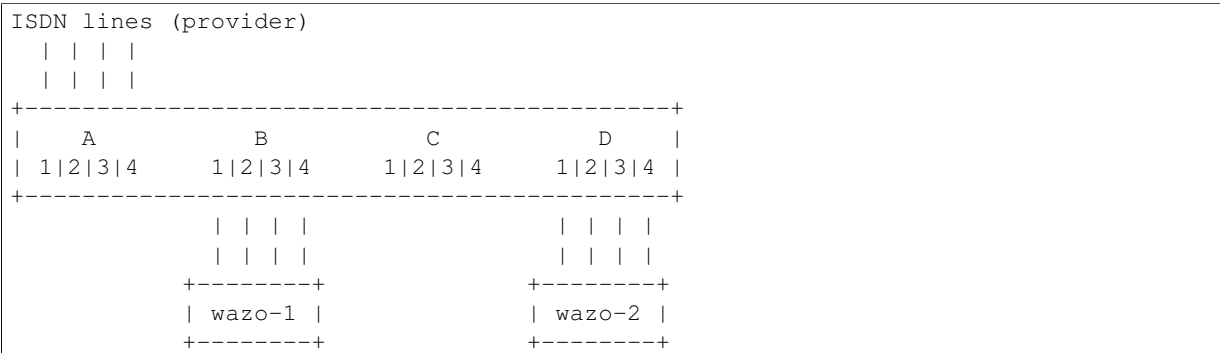 ISDN lines (provider)
  | | | |
  | | | |
+---------------------------------------------+
|    A           B           C           D    |
| 1|2|3|4     1|2|3|4     1|2|3|4     1|2|3|4 |
+---------------------------------------------+
              | | | |                 | | | |
              | | | |                 | | | |
            +--------+              +--------+
            | wazo-1 |              | wazo-2 |
            +--------+              +--------+